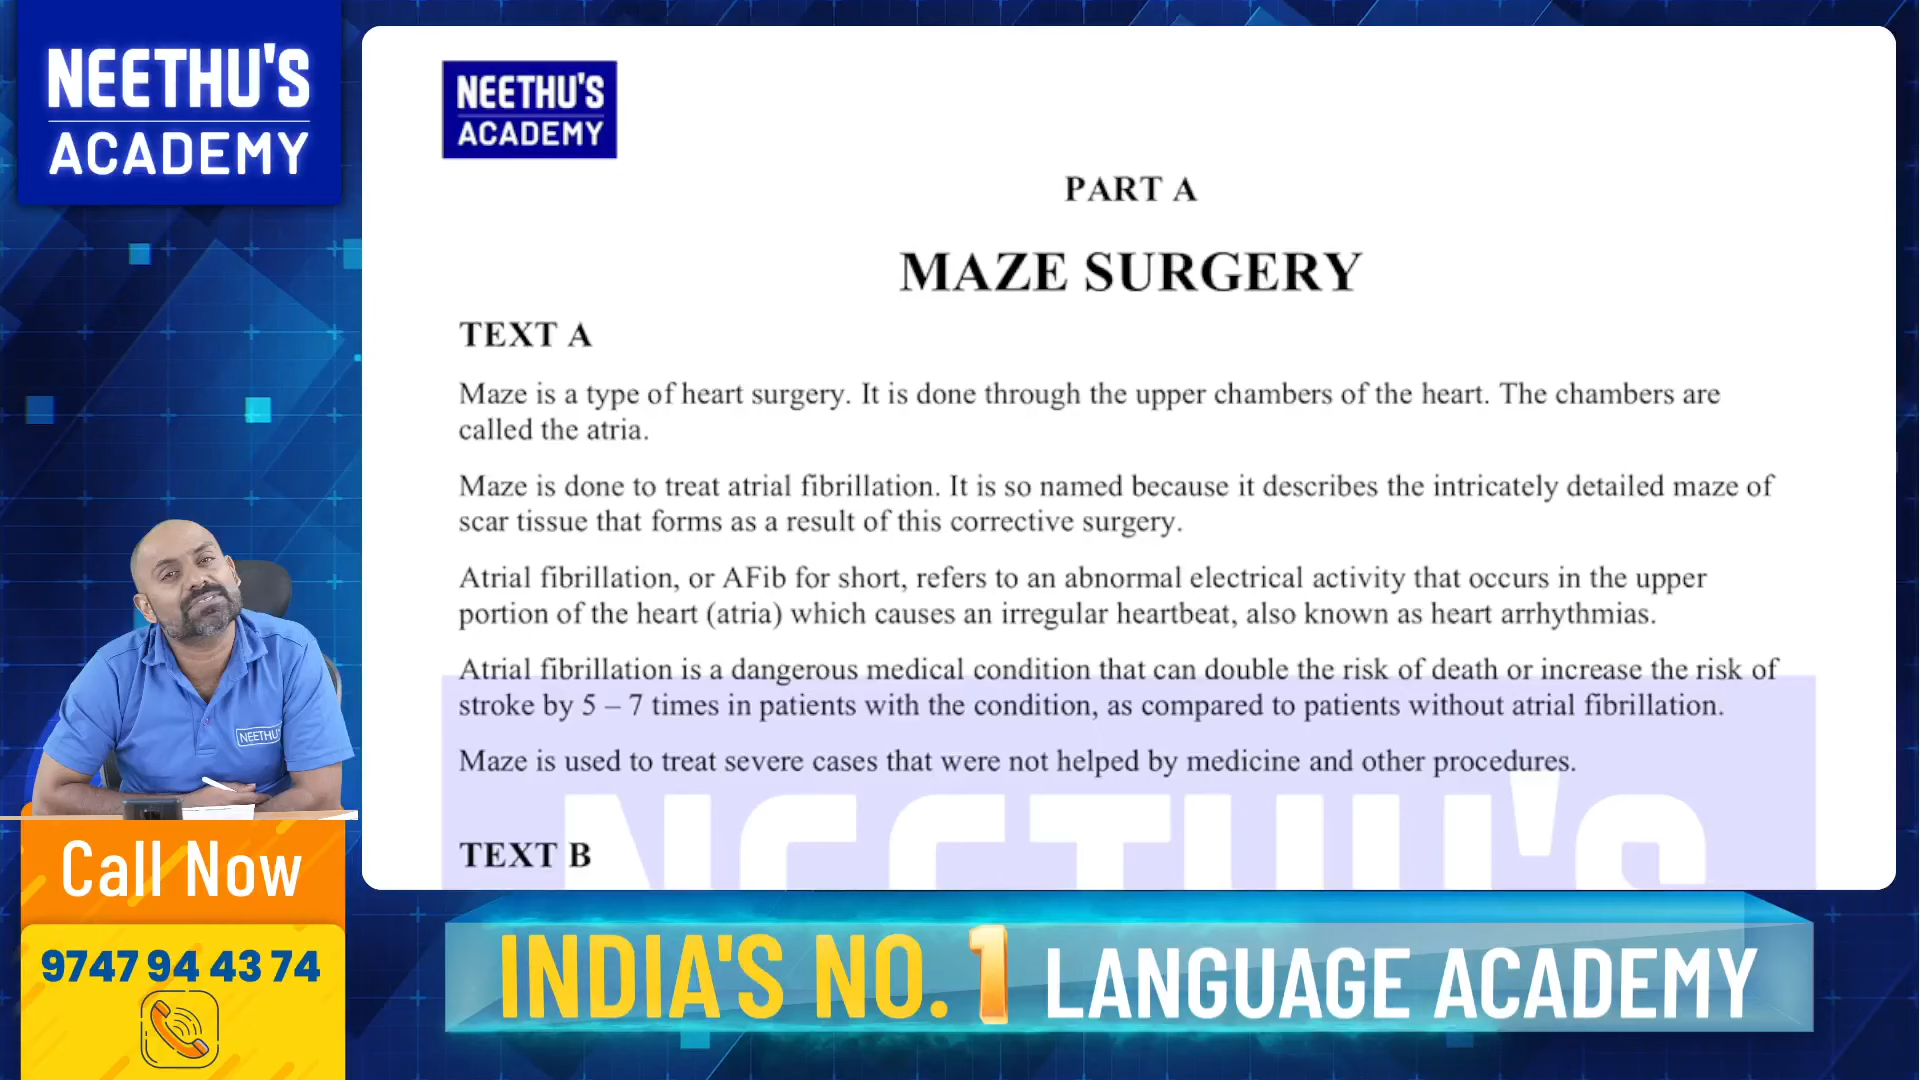 NEETHU'S
ACADEMY
NEETHU'S
ACADEMY
PART A
MAZE SURGERY
TEXT A
Maze is a type of heart surgery. It is done through the upper chambers of the heart. The chambers are
called the atria.
Maze is done to treat atrial fibrillation. It is so named because it describes the intricately detailed maze of
scar tissue that forms as a result of this corrective surgery.
Atrial fibrillation, or AFib for short, refers to an abnormal electrical activity that occurs in the upper
portion of the heart (atria) which causes an irregular heartbeat, also known as heart arrhythmias.
Atrial fibrillation is a dangerous medical condition that can double the risk of death or increase the risk of
stroke by 5 – 7 times in patients with the condition, as compared to patients without atrial fibrillation.
Maze is used to treat severe cases that were not helped by medicine and other procedures.
NEETHU'S
TEXT B
NEETHU'S
Call Now
9747 94 43 74
INDIA'S NO. 1 LANGUAGE ACADEMY